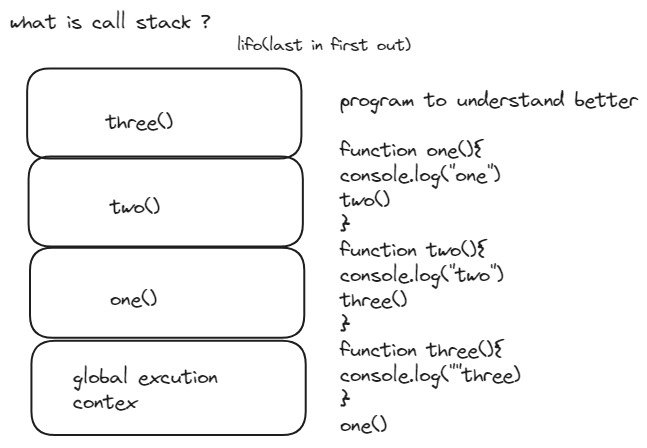 what is call stack ?
lifo(last in first out)
three()
two()
one()
global excution
contex
program to understand better
function one(){
console.log("one")
two()
}
function two(){
console.log("two")
three()
}
function three(){
console.log(""three)
}
one()